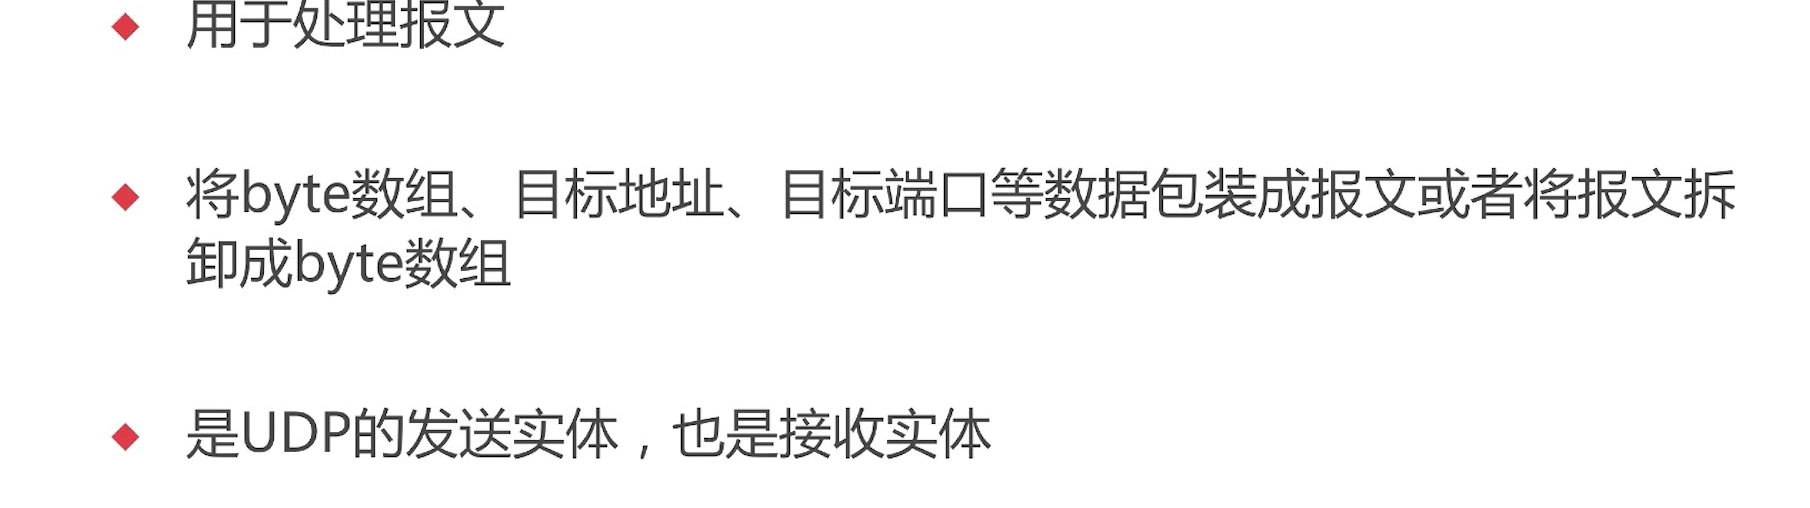 用于处理报文
将byte数组、目标地址、目标端口等数据包装成报文或者将报文拆
卸成byte数组
是UDP的发送实体，也是接收实体